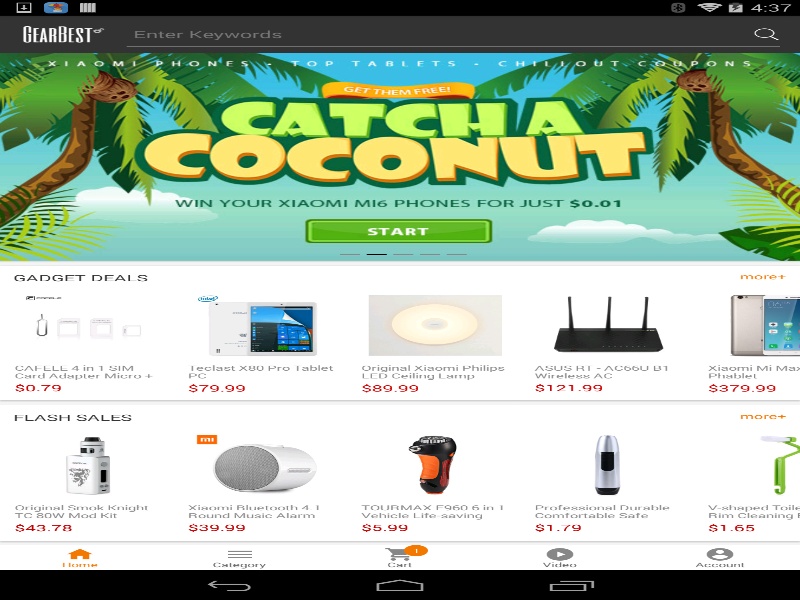 4:37
GEARBEST
Enter Keywords
XIAOMI PHONES - TOP TABLETS - CHILLOUT COUPONS
GET THEM FREE!
CATCH A
COCONUT
WIN YOUR XIAOMI MI6 PHONES FOR JUST $0.01
START
GADGET DEALS
more+
CAFELE
intel
CAFELE 4 in 1 SIM
Card Adapter Micro +
$0.79
Teclast X80 Pro Tablet
PC
$79.99
Original Xiaomi Philips
LED Ceiling Lamp
$89.99
ASUS RT - AC66U B1
Wireless AC
$121.99
Xiaomi Mi Max
Phablet
$379.99
FLASH SALES
more+
mi
Original Smok Knight
TC 80W Mod Kit
$43.78
Xiaomi Bluetooth 4.1
Round Music Alarm
$39.99
TOURMAX E960 6 in 1
Vehicle Life-saving
$5.99
Professional Durable
Comfortable Safe
$1.79
V-shaped Toile
Rim Cleaning
$1.65
1
Home
Category
Cart
Video
Account